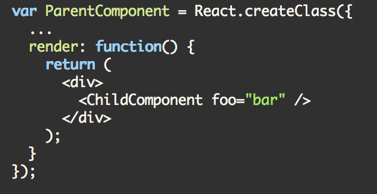 var ParentComponent = React.createClass({
  ...
  render: function() {
    return (
      <div>
        <ChildComponent foo="bar" />
      </div>
    );
  }
});